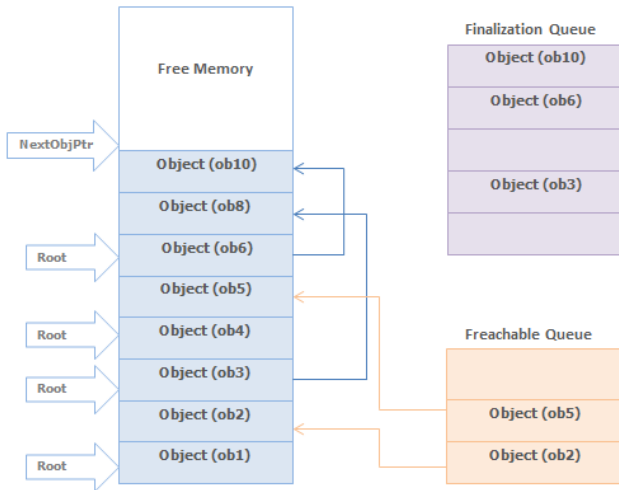 Free Memory
NextObjPtr
Object (ob10)
Object (ob8)
Root
Object (ob6)
Object (ob5)
Root
Object (ob4)
Root
Object (ob3)
Object (ob2)
Root
Object (ob1)
Finalization Queue
Object (ob10)
Object (ob6)
Object (ob3)
Freachable Queue
Object (ob5)
Object (ob2)